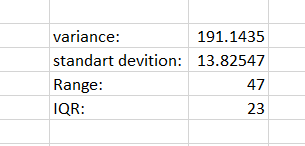 variance: 191.1435
standart devition: 13.82547
Range: 47
IQR: 23